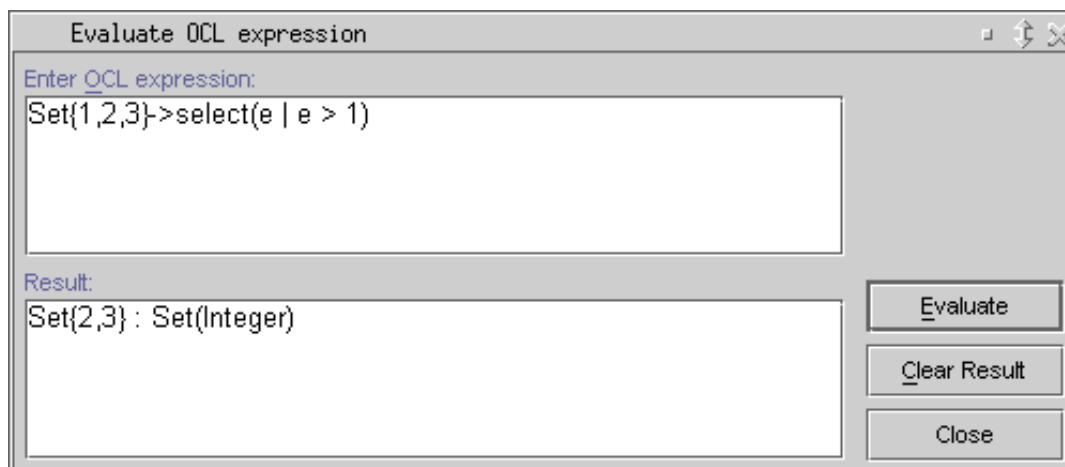 Evaluate OCL expression
Enter OCL expression:
Set{1,2,3}->select(e | e > 1)
Result:
Set{2,3} : Set(Integer)
Evaluate
Clear Result
Close